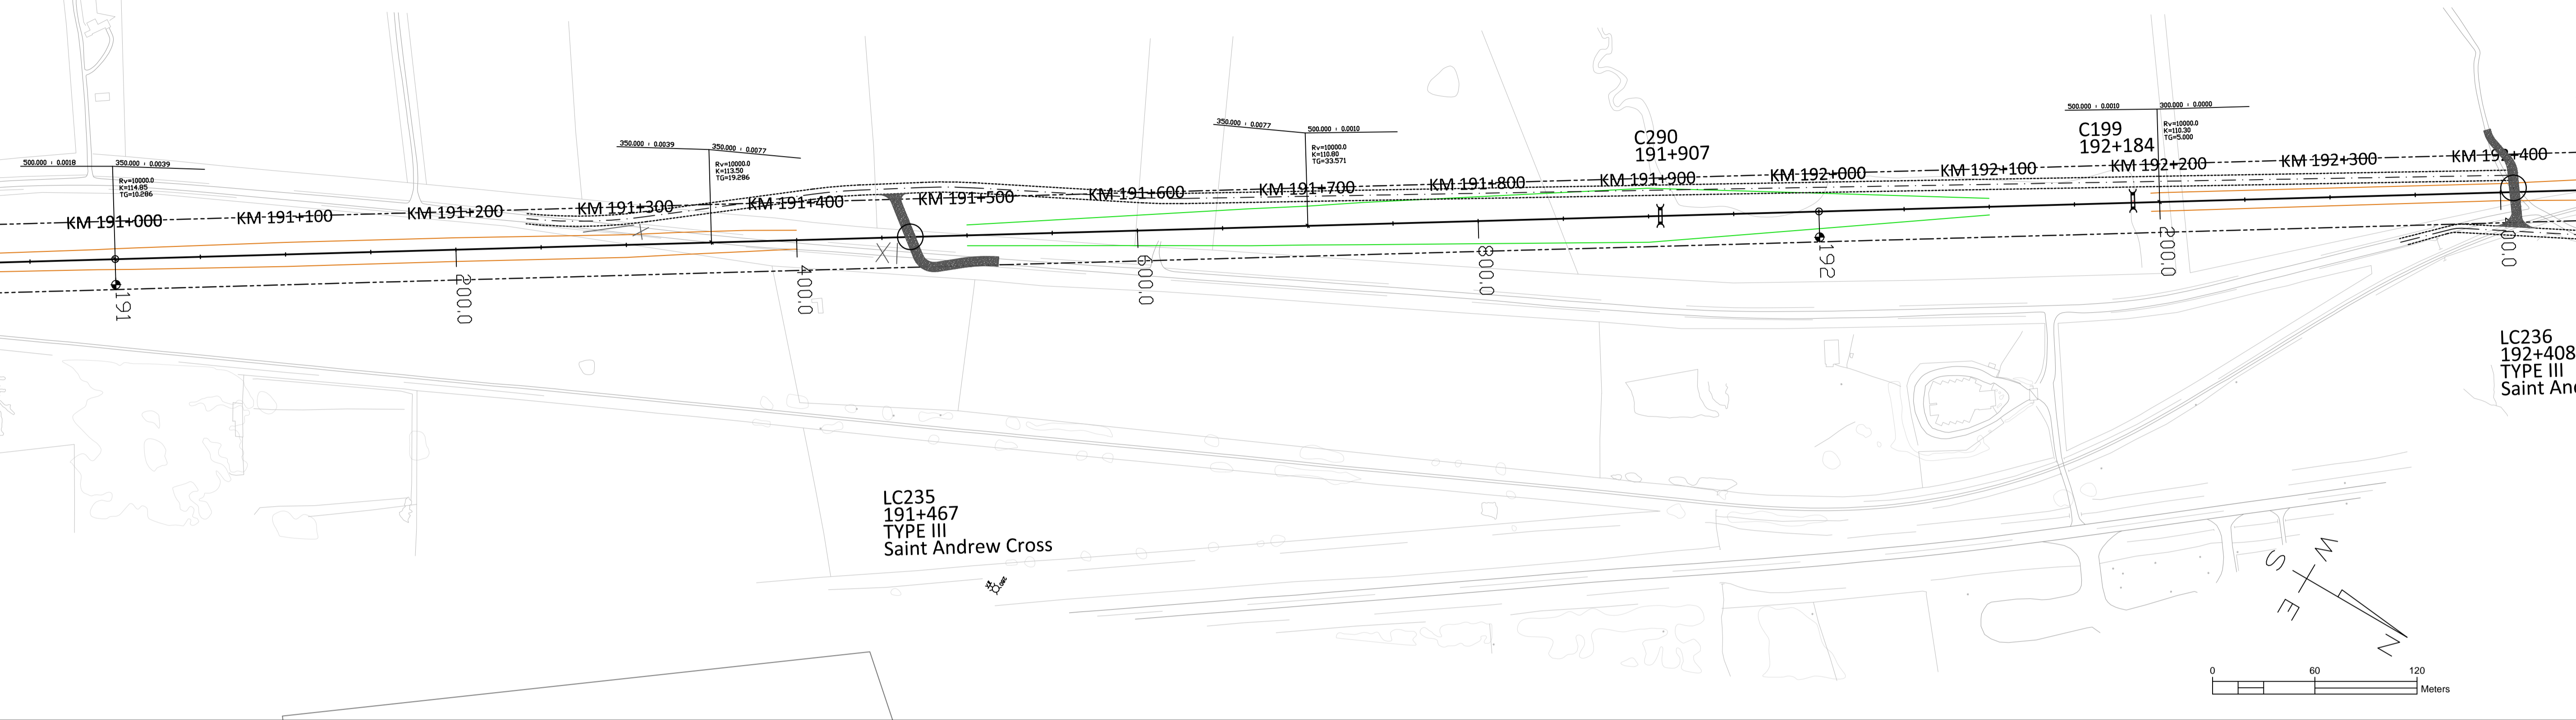 500.000 - 0.0018
350.000 - 0.0039
Rv=10000.0
K=114.85
TG=10.286
350.000 - 0.0039
350.000 - 0.0077
Rv=10000.0
K=113.50
TG=19.286
350.000 - 0.0077
500.000 - 0.0010
Rv=10000.0
K=110.80
TG=33.571
500.000 - 0.0010
300.000 - 0.0000
Rv=10000.0
K=110.30
TG=5.000
C290
191+907
C199
192+184
KM 191+000
KM 191+100
KM 191+200
KM 191+300
KM 191+400
KM 191+500
KM 191+600
KM 191+700
KM 191+800
KM 191+900
KM 192+000
KM 192+100
KM 192+200
KM 192+300
KM 192+400
191
200.0
400.0
600.0
800.0
192
200.0
LC236
192+408
TYPE III
LC235
191+467
TYPE III
Saint Andrew Cross
S
W
E
N
0
60
120
Meters